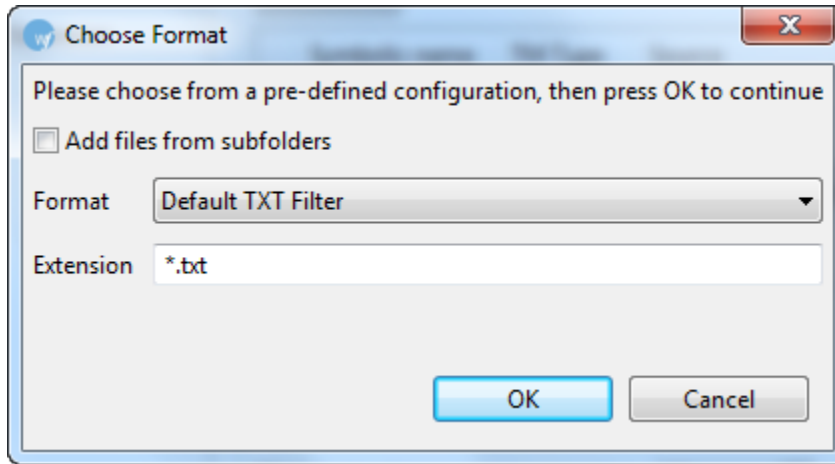 Choose Format
Please choose from a pre-defined configuration, then press OK to continue
Add files from subfolders
Format Default TXT Filter
Extension *.txt
OK Cancel